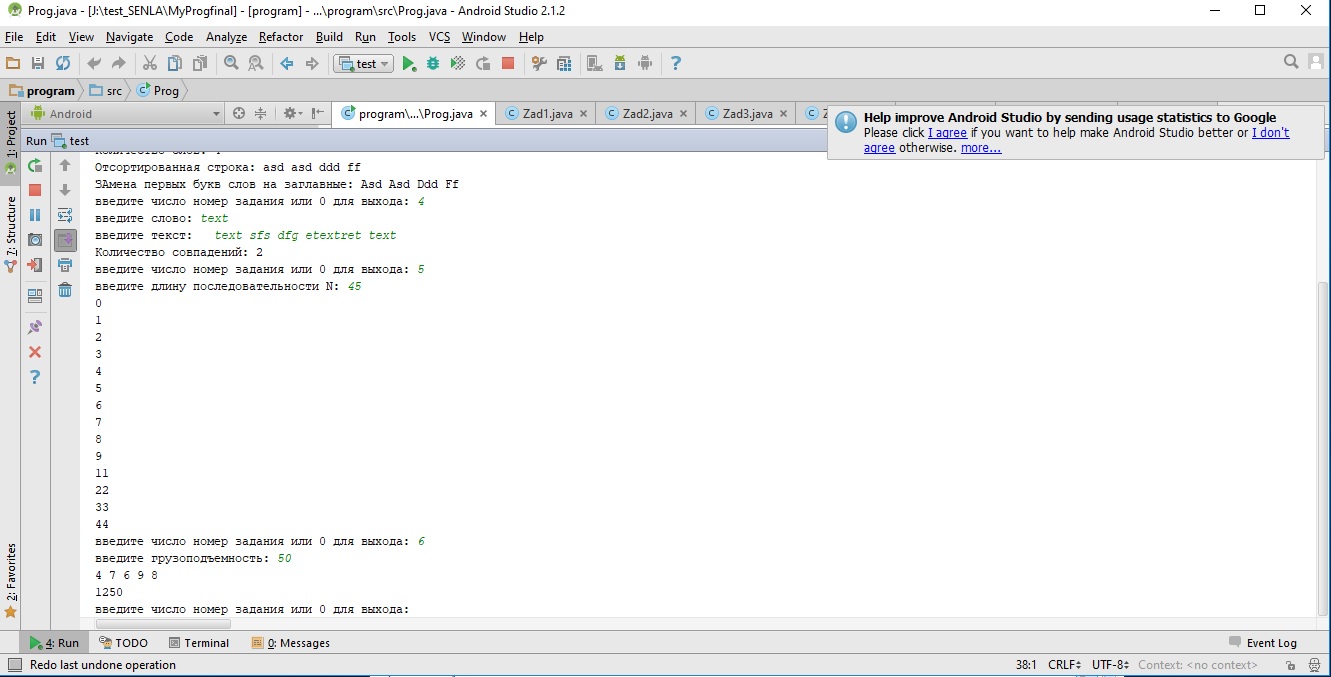 Prog.java - [J:\test_SENLA\MyProgfinal] - [program] - ...\program\src\Prog.java - Android Studio 2.1.2
File Edit View Navigate Code Analyze Refactor Build Run Tools VCS Window Help
test
program src Prog
Android program\...\Prog.java Zad1.java Zad2.java Zad3.java
Help improve Android Studio by sending usage statistics to Google
Please click I agree if you want to help make Android Studio better or I don't
agree otherwise. more...
1: Project
7: Structure
2: Favorites
Run test
Отсортированная строка: asd asd ddd ff
ЗАмена первых букв слов на заглавные: Asd Asd Ddd Ff
введите число номер задания или 0 для выхода: 4
введите слово: text
введите текст: text sfs dfg etextret text
Количество совпадений: 2
введите число номер задания или 0 для выхода: 5
введите длину последовательности N: 45
0
1
2
3
4
5
6
7
8
9
11
22
33
44
введите число номер задания или 0 для выхода: 6
введите грузоподъемность: 50
4 7 6 9 8
1250
введите число номер задания или 0 для выхода:
4: Run TODO Terminal 0: Messages Event Log
Redo last undone operation 38:1 CRLF UTF-8 Context: <no context>